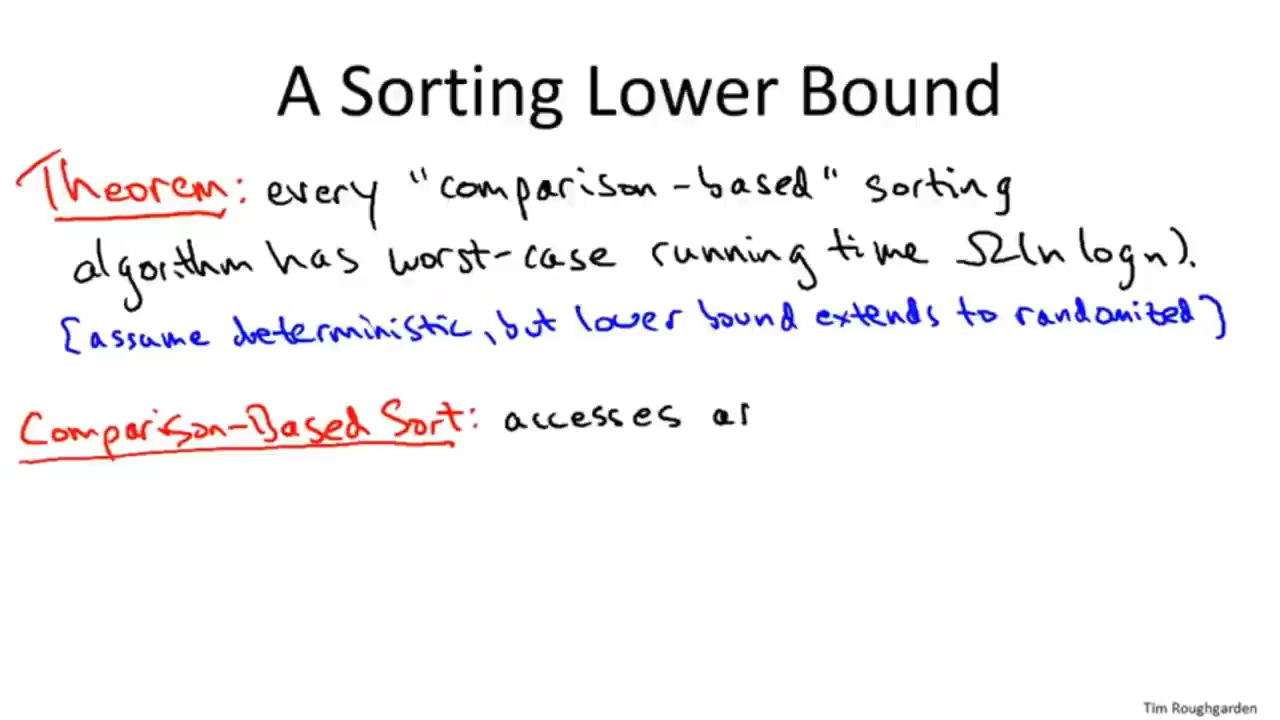 A Sorting Lower Bound
Theorem: every "comparison-based" sorting
algorithm has worst-case running time Ω(n log n).
[assume deterministic, but lower bound extends to randomized]
Comparison-Based Sort: accesses ar
Tim Roughgarden